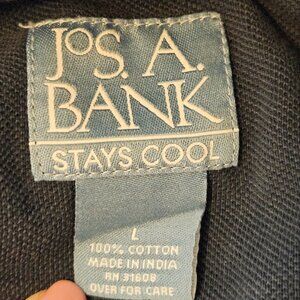 JOS. A.
BANK
STAYS COOL
L
100% COTTON
MADE IN INDIA
RN 31608
OVER FOR CARE